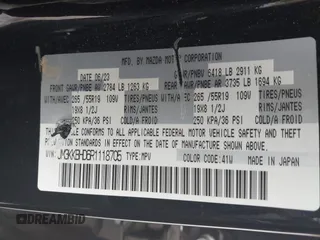 MFD. BY MAZDA MOTOR CORPORATION
DATE: 06/23 GVWR/PNBV 6418 LB 2911 KG
FRONT GAWR/PNBE AV 2784 LB 1263 KG REAR GAWR/PNBE AR 3735 LB 1694 KG
WITH/AVEC 265 /55R19 109V TIRES/PNEUS WITH/AVEC 265 /55R19 109V TIRES/PNEUS
19X8 1/2J RIMS/JANTES 19X8 1/2J RIMS/JANTES
250 KPA/36 PSI COLD/A FROID 250 KPA/36 PSI COLD/A FROID
THIS VEHICLE CONFORMS TO ALL APPLICABLE FEDERAL MOTOR VEHICLE SAFETY AND
THEFT PREVENTION STANDARDS IN EFFECT ON THE DATE OF MANUFACTURE SHOWN ABOVE.
JM3KKBHD6R1118705 TYPE:MPV
COLOR CODE:41W MADE IN JAPAN